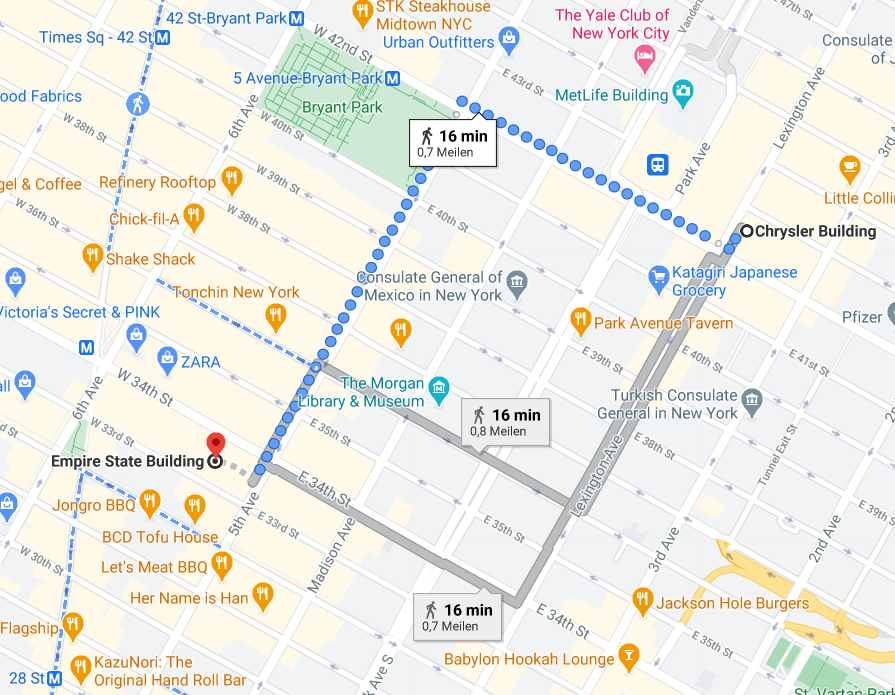 42 St-Bryant Park
M
STK Steakhouse
Midtown NYC
The Yale Club of
New York City
Vanderb
Times Sq - 42 St
M
W 42nd St
Urban Outfitters
Consulate
of J
5 Avenue-Bryant Park
M
E 43rd St
MetLife Building
Lexington Ave
ood Fabrics
Bryant Park
6th Ave
W 40th St
W 38th St
16 min
0,7 Meilen
Park Ave
3rd A
W 39th St
gel & Coffee
Refinery Rooftop
Little Collin
W 36th St
Chick-fil-A
W 38th St
E 40th St
Chrysler Building
Shake Shack
Consulate General of
Mexico in New York
Katagiri Japanese
Grocery
Tonchin New York
Victoria's Secret & PINK
Park Avenue Tavern
Pfizer
M
ZARA
E 39th St
E 40th St
E 41st St
all
W 34th St
6th Ave
The Morgan
Library & Museum
Turkish Consulate
General in New York
16 min
0,8 Meilen
W 33rd St
E 35th St
E 38th St
Tunnel Exit St
Empire State Building
Lexington Ave
E 34th St
Jongro BBQ
5th Ave
E 39th St
BCD Tofu House
E 33rd St
E 35th St
Madison Ave
3rd Ave
2nd Ave
W 30th St
Let's Meat BBQ
Her Name is Han
16 min
0,7 Meilen
E 34th St
Jackson Hole Burgers
Flagship
E 35th St
KazuNori: The
Original Hand Roll Bar
Babylon Hookah Lounge
28 St
M
k Ave S
St. Vartan Park